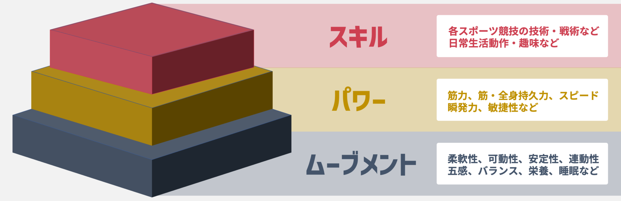 スキル
各スポーツ競技の技術・戦術など
日常生活動作・趣味など
パワー
筋力、筋・全身持久力、スピード
瞬発力、敏捷性など
ムーブメント
柔軟性、可動性、安定性、連動性
五感、バランス、栄養、睡眠など